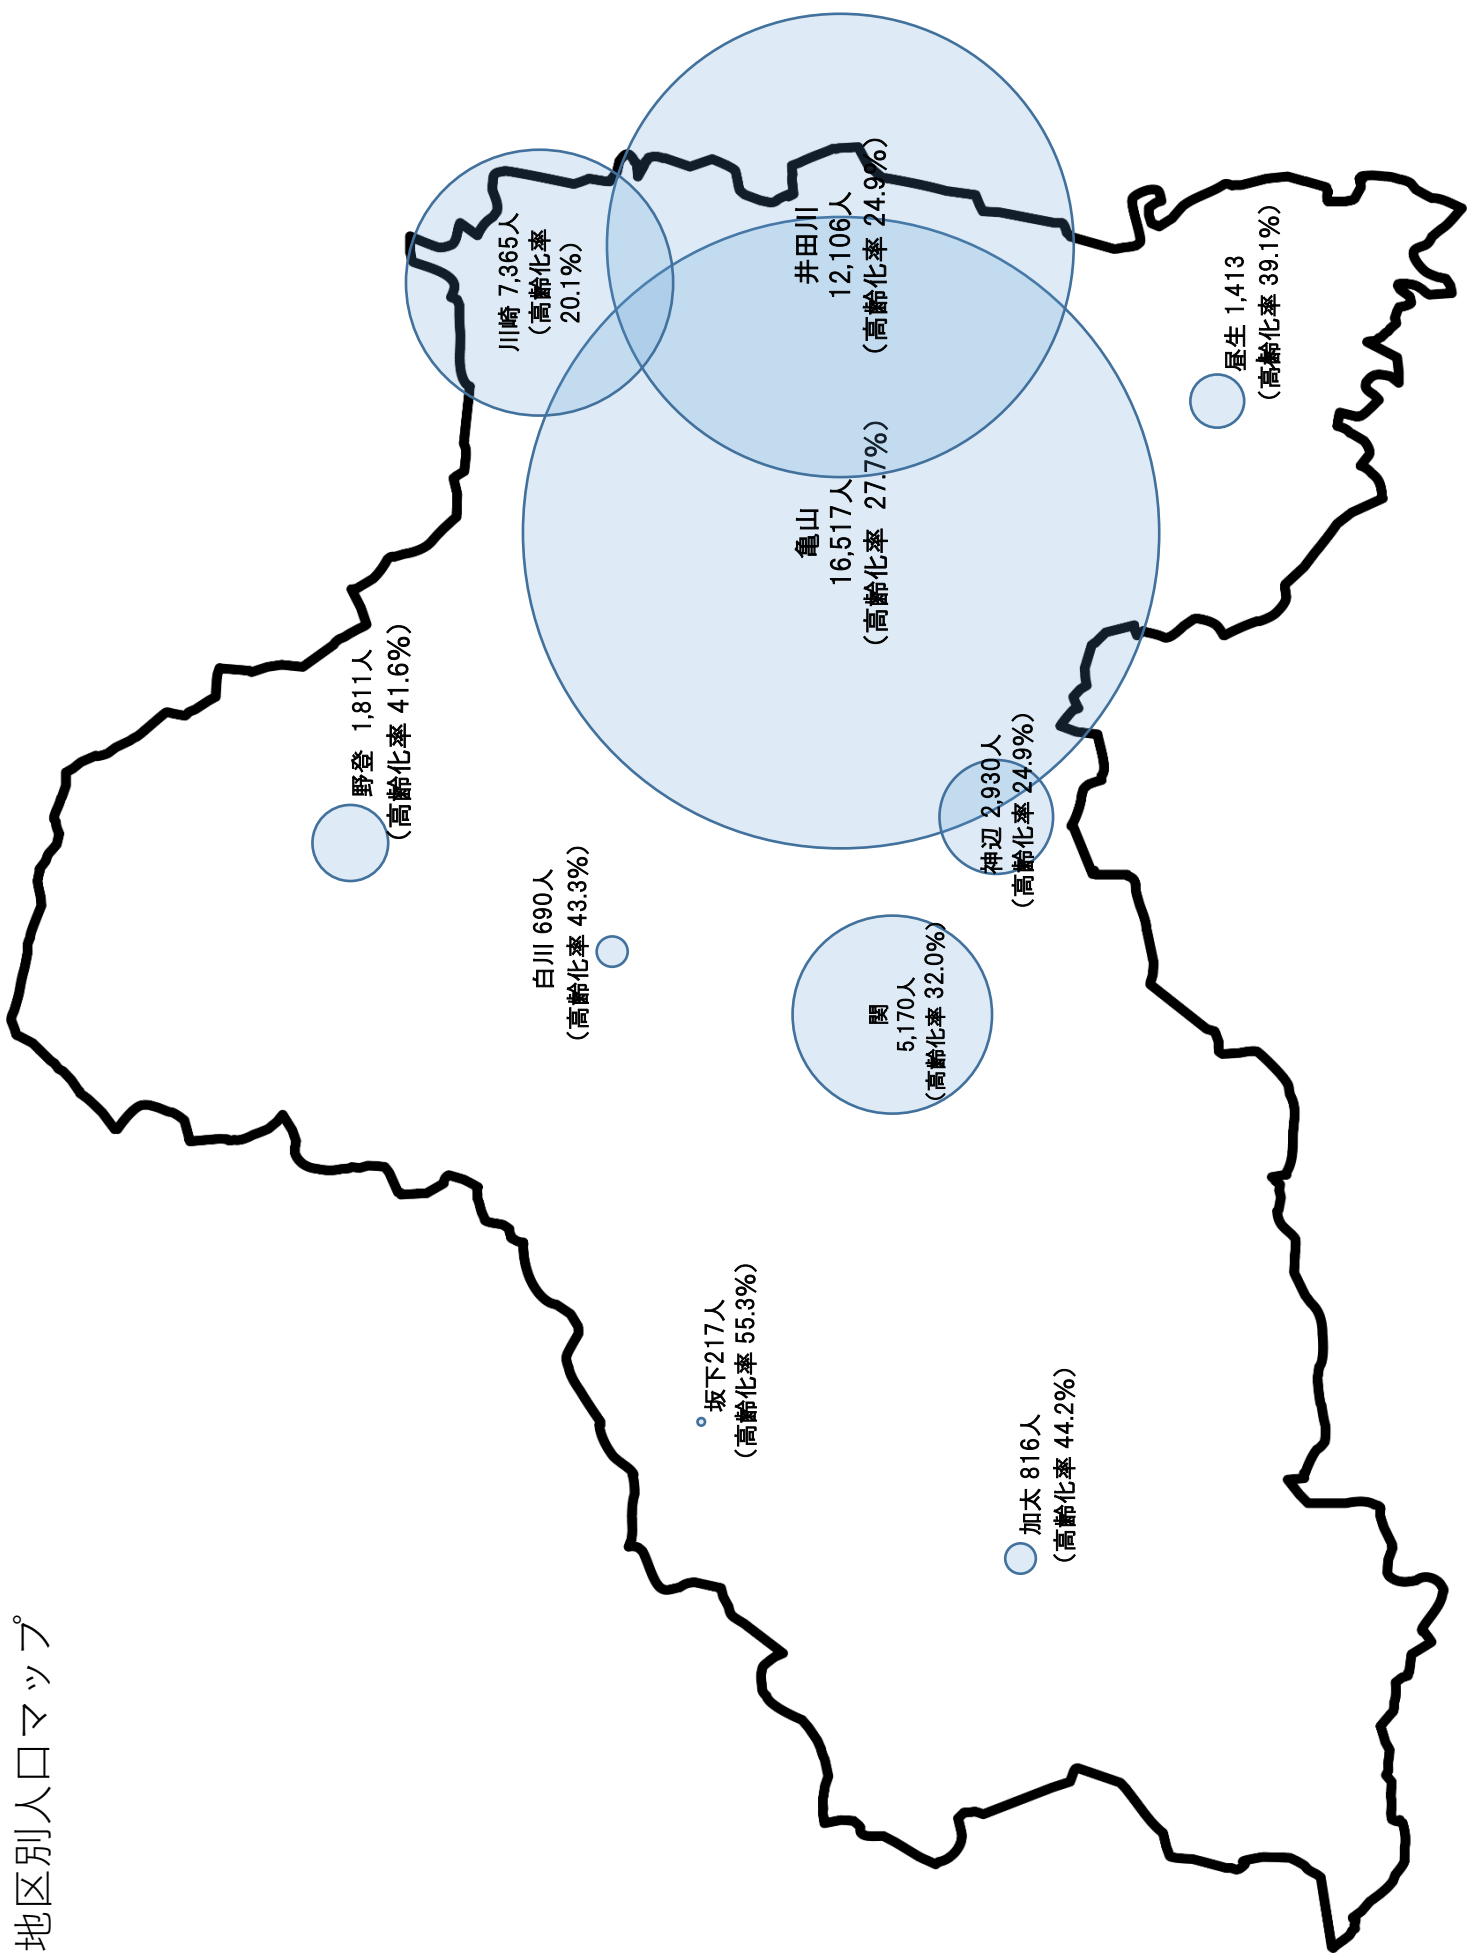 地区別人口マップ
野登 1,811人
(高齢化率 41.6%)
川崎 7,365人
(高齢化率
20.1%)
白川 690人
(高齢化率 43.3%)
坂下217人
(高齢化率 55.3%)
亀山
16,517人
(高齢化率 27.7%)
井田川
12,106人
(高齢化率 24.9%)
関
5,170人
(高齢化率 32.0%)
神辺 2,930人
(高齢化率 24.9%)
加太 816人
(高齢化率 44.2%)
昼生 1,413
(高齢化率 39.1%)